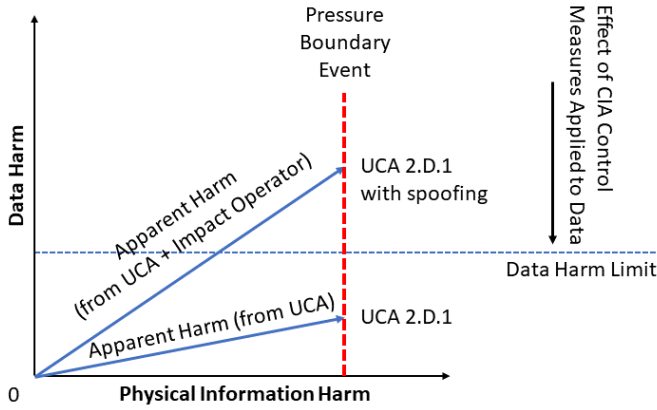 Pressure
Boundary
Event
Effect of CIA Control
Measures Applied to Data
Data Harm
Apparent Harm
(from UCA + Impact Operator)
UCA 2.D.1
with spoofing
Data Harm Limit
Apparent Harm (from UCA)
UCA 2.D.1
0
Physical Information Harm